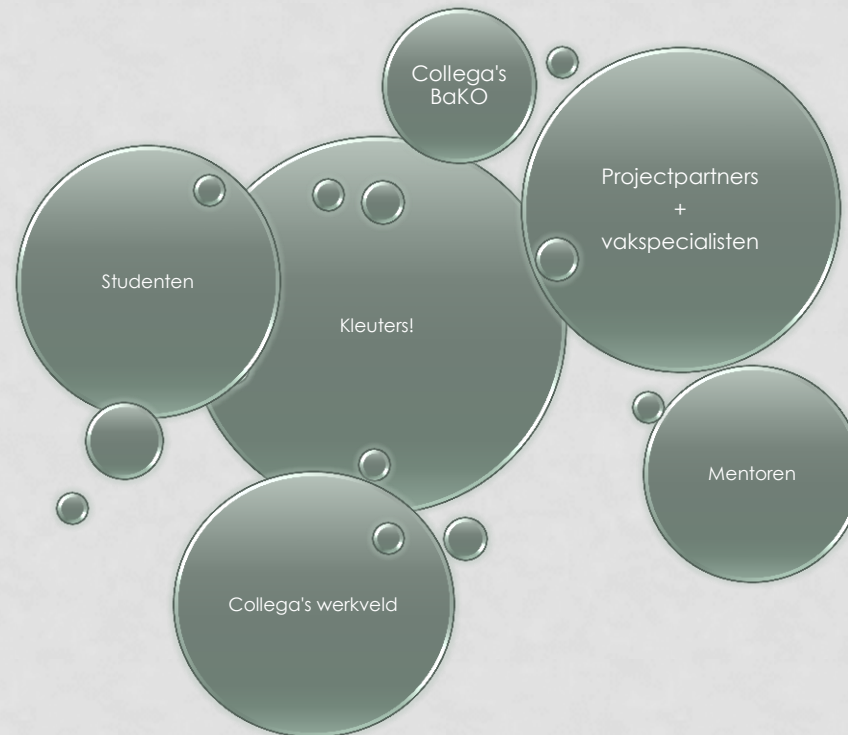 Collega's
BaKO
Projectpartners
+
vakspecialisten
Studenten
Kleuters!
Mentoren
Collega's werkveld